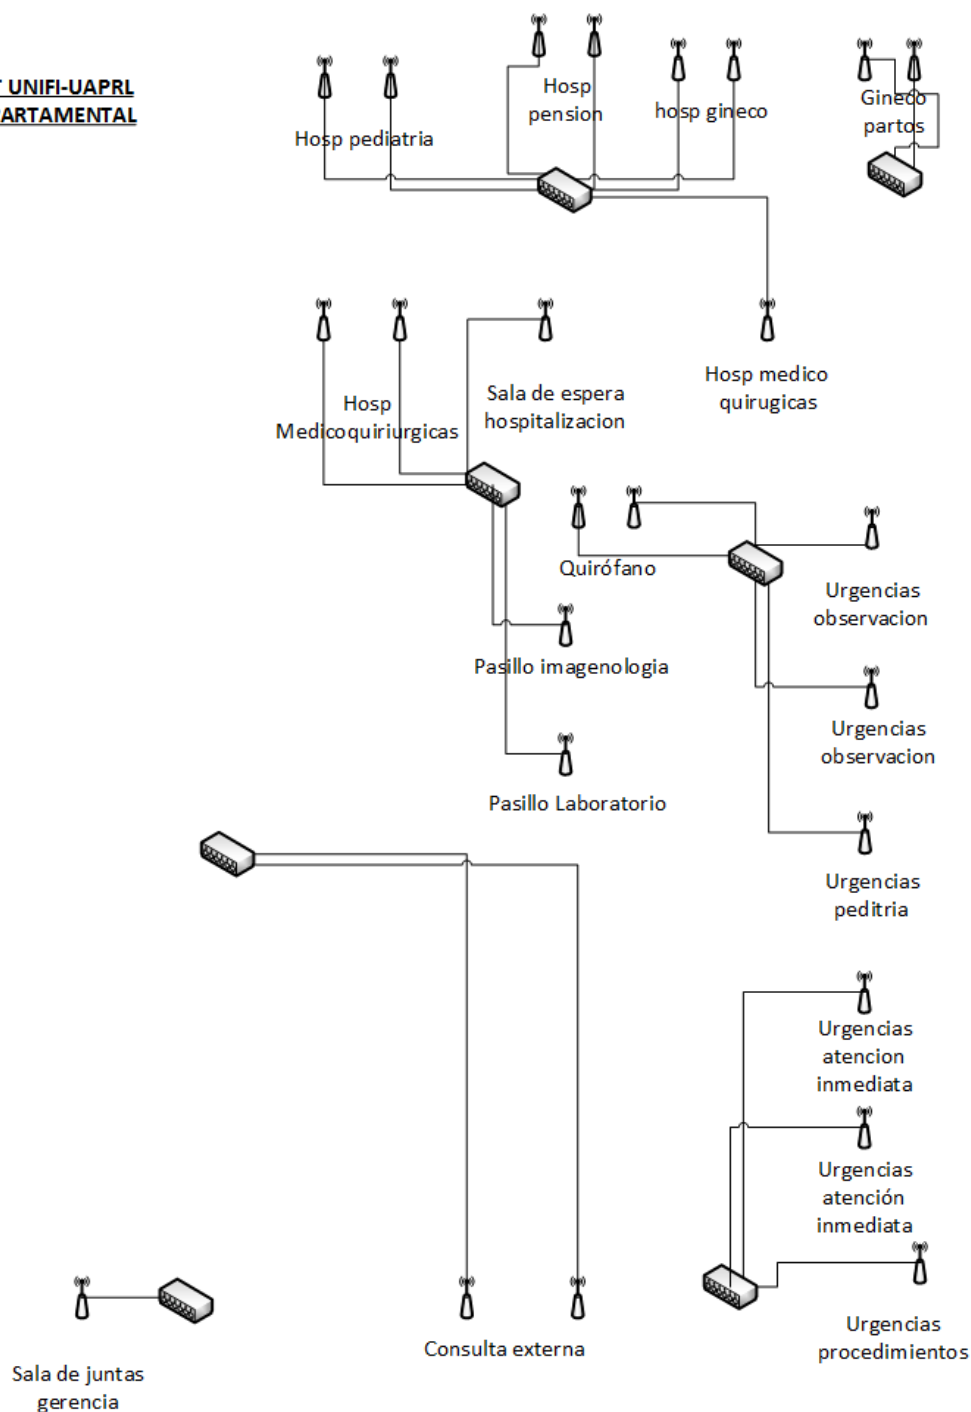 UNIFI-UAPRL
Hosp pediatria
Hosp
pension
hosp gineco
Gineco
partos
Hosp
Medicoquiriurgicas
Sala de espera
hospitalizacion
Hosp medico
quirugicas
Quirófano
Urgencias
observacion
Pasillo imagenologia
Urgencias
observacion
Pasillo Laboratorio
Urgencias
peditria
Urgencias
atencion
inmediata
Urgencias
atención
inmediata
Urgencias
procedimientos
Consulta externa
Sala de juntas
gerencia